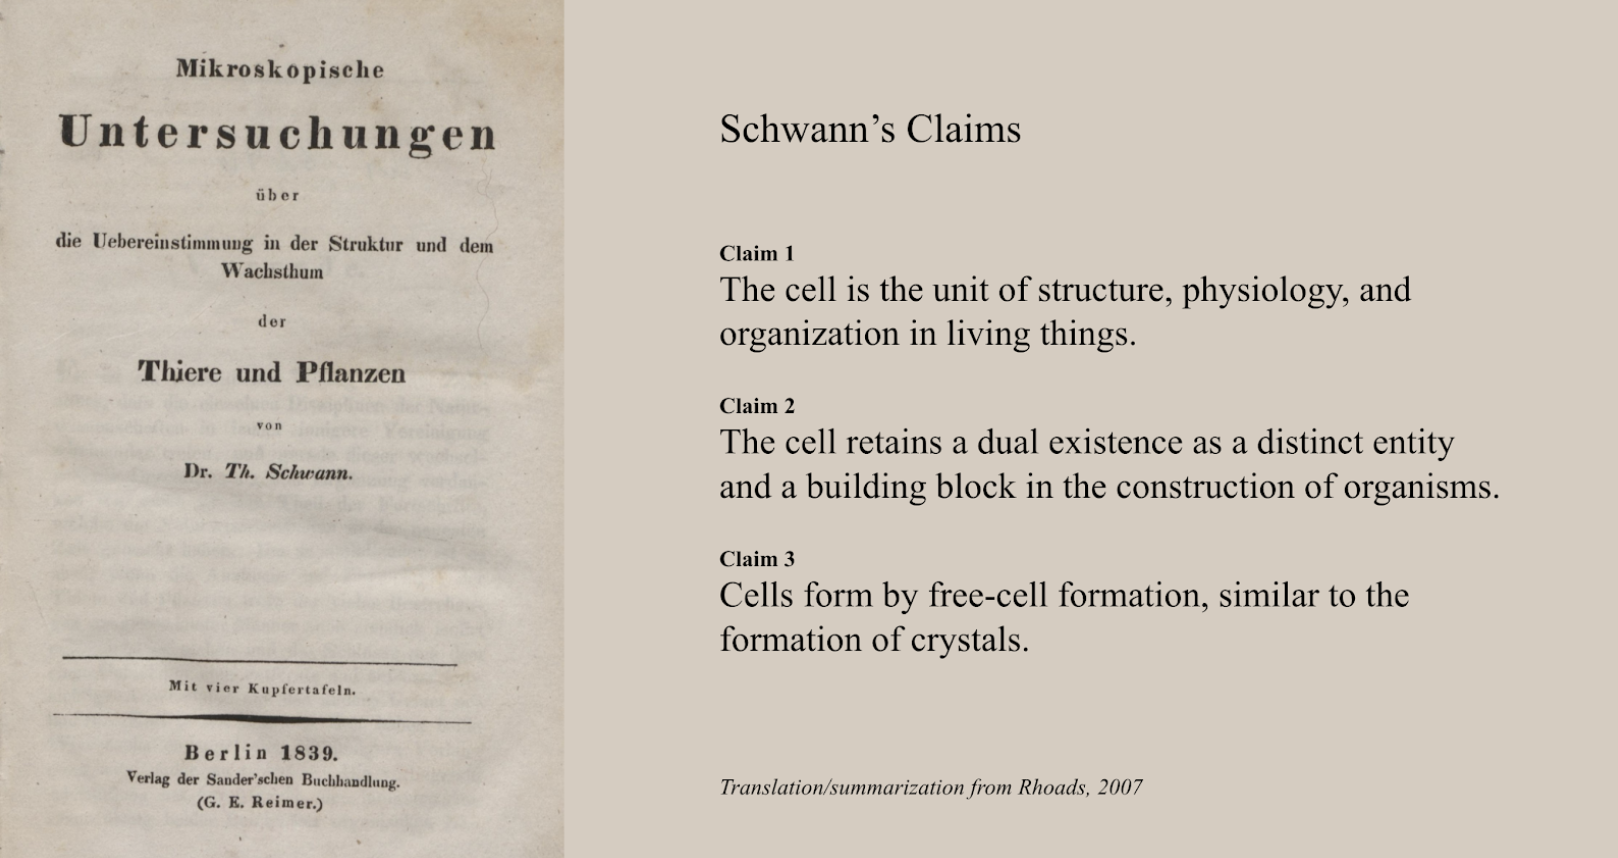 Mikroskopische
Untersuchungen
über
die Uebereinstimmung in der Struktur und dem
Wachsthum
der
Thiere und Pflanzen
von
Dr. Th. Schwann.
Mit vier Kupfertafeln.
Berlin 1839.
Verlag der Sander'schen Buchhandlung.
(G. E. Reimer.)
Schwann’s Claims
Claim 1
The cell is the unit of structure, physiology, and
organization in living things.
Claim 2
The cell retains a dual existence as a distinct entity
and a building block in the construction of organisms.
Claim 3
Cells form by free-cell formation, similar to the
formation of crystals.
Translation/summarization from Rhoads, 2007